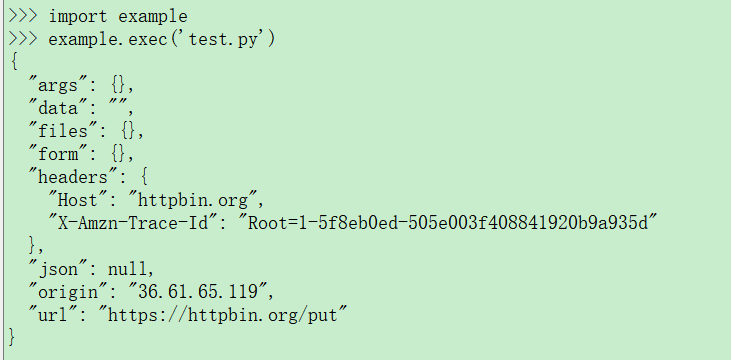 >>> import example
>>> example.exec('test.py')
{
  "args": {},
  "data": "",
  "files": {},
  "form": {},
  "headers": {
    "Host": "httpbin.org",
    "X-Amzn-Trace-Id": "Root=1-5f8eb0ed-505e003f408841920b9a935d"
  },
  "json": null,
  "origin": "36.61.65.119",
  "url": "https://httpbin.org/put"
}